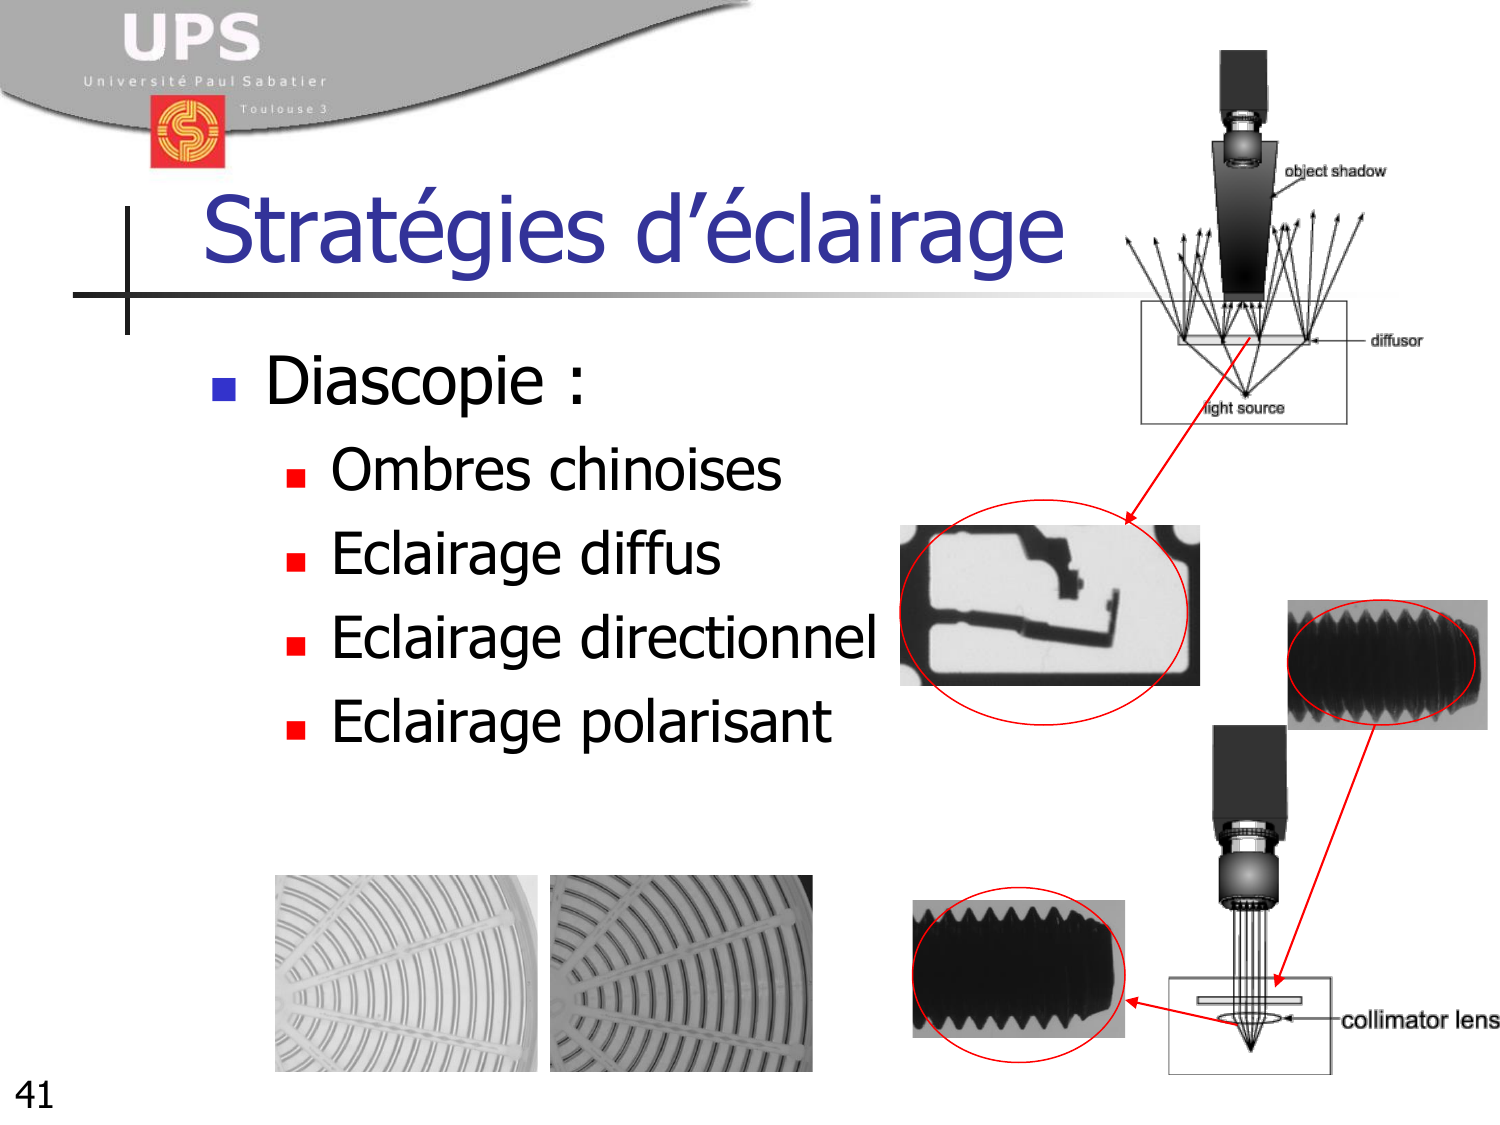 UPS
Université Paul Sabatier
Toulouse 3
Stratégies d’éclairage
object shadow
diffusor
light source
Diascopie :
Ombres chinoises
Eclairage diffus
Eclairage directionnel
Eclairage polarisant
collimator lens
41